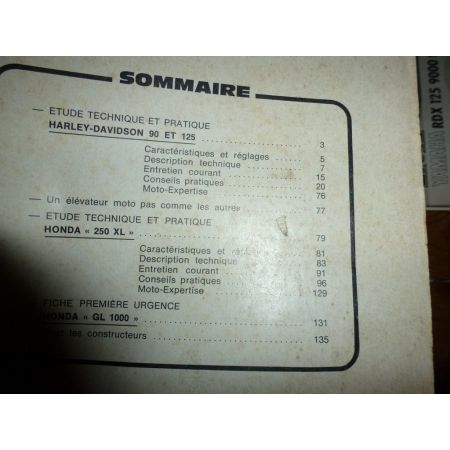 SOMMAIRE
— ETUDE TECHNIQUE ET PRATIQUE
HARLEY-DAVIDSON 90 ET 125 3
Caractéristiques et réglages 5
Description technique 7
Entretien courant 15
Conseils pratiques 20
Moto-Expertise 76
— Un élévateur moto pas comme les autres 77
— ETUDE TECHNIQUE ET PRATIQUE
HONDA « 250 XL » 79
Caractéristiques et 81
Description technique 83
Entretien courant 91
Conseils pratiques 96
Moto-Expertise 129
FICHE PREMIÈRE URGENCE
HONDA « GL 1000 » 131
et les constructeurs 135
YAMAHA RDX 125 9000